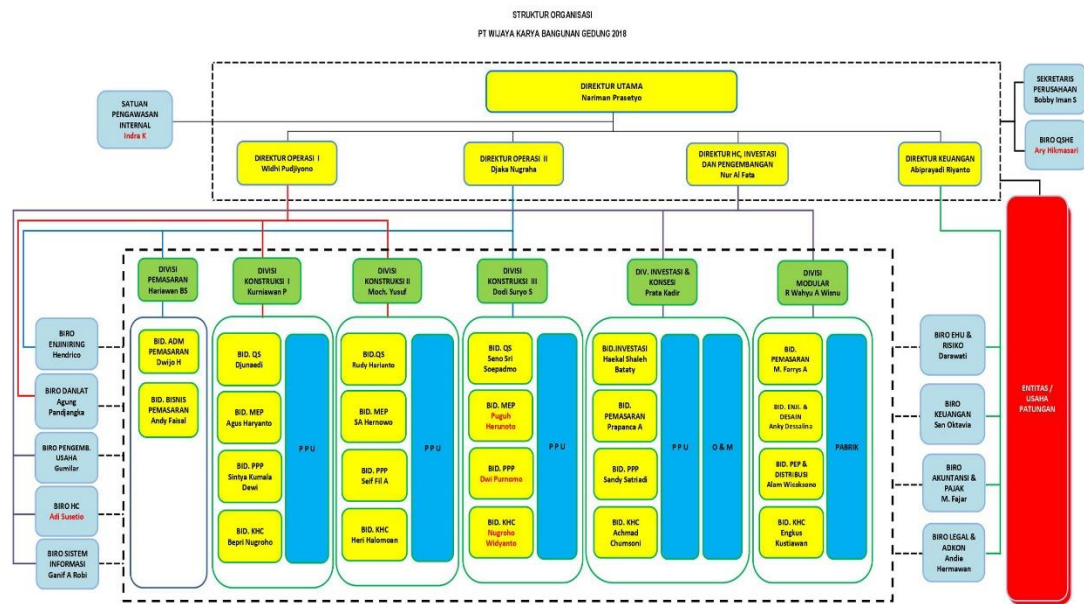 STRUKTUR ORGANISASI
PT WIJAYA KARYA BANGUNAN GEDUNG 2018
DIREKTUR UTAMA
Nariman Prasetyo
SATUAN
PENGAWASAN
INTERNAL
Indra K
SEKRETARIS
PERUSAHAAN
Bobby Iman S
BIRO QSHE
Ary Hikmasari
DIREKTUR OPERASI I
Widhi Pudjiyono
DIREKTUR OPERASI II
Djaka Nugraha
DIREKTUR HC, INVESTASI
DAN PENGEMBANGAN
Nur Al Fata
DIREKTUR KEUANGAN
Abiprayadi Riyanto
DIVISI
PEMASARAN
Hariawan BS
DIVISI
KONSTRUKSI I
Kurniawan P
DIVISI
KONSTRUKSI II
Moch. Yusuf
DIVISI
KONSTRUKSI III
Dodi Suryo S
DIV. INVESTASI &
KONSESI
Prata Kadir
DIVISI
MODULAR
R Wahyu A Wisnu
BIRO
ENJINIRING
Hendrico
BIRO DANLAT
Agung
Pandjangka
BIRO PENGEMB.
USAHA
Gumilar
BIRO HC
Adi Susetio
BIRO SISTEM
INFORMASI
Ganif A Robi
BID. ADM
PEMASARAN
Dwijo H
BID. BISNIS
PEMASARAN
Andy Faisal
BID. QS
Djunaedi
BID. MEP
Agus Haryanto
BID. PPP
Sintya Kumala
Dewi
BID. KHC
Bepri Nugroho
P P U
BID.QS
Rudy Harianto
BID. MEP
SA Hernowo
BID. PPP
Seif Fil A
BID. KHC
Heri Halomoan
P P U
BID. QS
Seno Sri
Soepadmo
BID. MEP
Puguh
Herunoto
BID. PPP
Dwi Purnomo
BID. KHC
Nugroho
Widyanto
P P U
BID.INVESTASI
Haekal Shaleh
Bataty
BID.
PEMASARAN
Prapanca A
BID. PPP
Sandy Satriadi
BID. KHC
Achmad
Chumsoni
P P U
O & M
BID.
PEMASARAN
M. Forrys A
BID. ENJI. &
DESAIN
Anky Dessalina
BID. PEP &
DISTRIBUSI
Alam Wicaksono
BID. KHC
Engkus
Kustiawan
PABRIK
BIRO EHU &
RISIKO
Darawati
BIRO
KEUANGAN
San Oktavia
BIRO
AKUNTANSI &
PAJAK
M. Fajar
BIRO LEGAL &
ADKON
Andie
Hermawan
ENTITAS /
USAHA
PATUNGAN